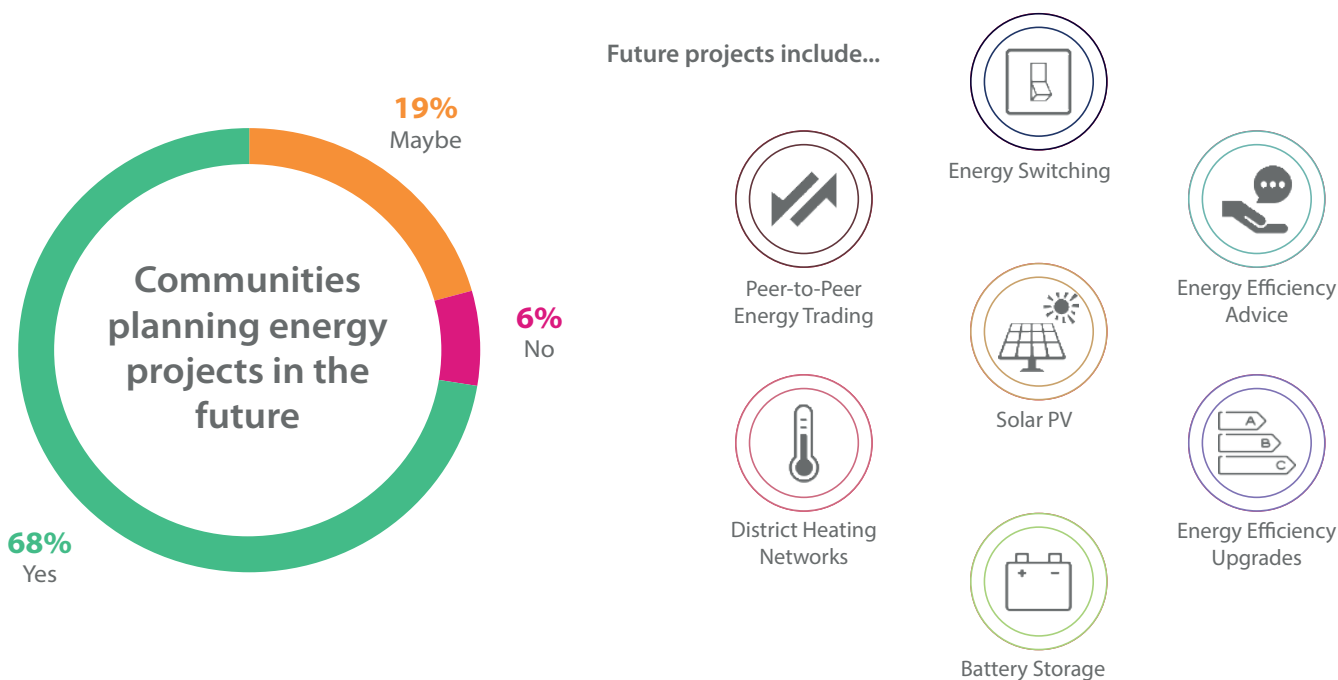 Future projects include...
19%
Maybe
Communities
planning energy
projects in the
future
6%
No
68%
Yes
Energy Switching
Peer-to-Peer
Energy Trading
Energy Efficiency
Advice
Solar PV
District Heating
Networks
A
B
C
Energy Efficiency
Upgrades
+ −
Battery Storage